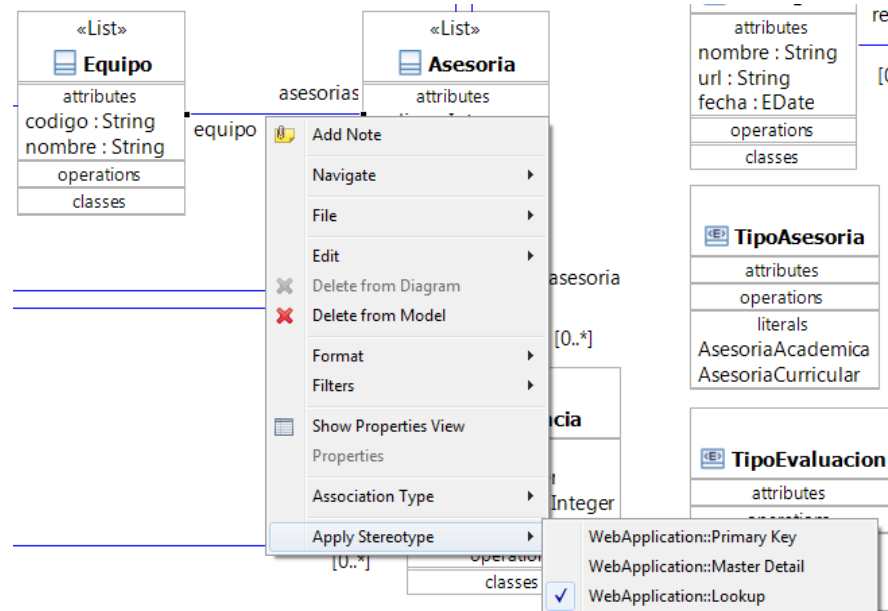 «List»
Equipo
attributes
codigo : String
nombre : String
operations
classes
asesorias
equipo
«List»
Asesoria
attributes
Add Note
Navigate
File
Edit
Delete from Diagram
Delete from Model
Format
Filters
Show Properties View
Properties
Association Type
Apply Stereotype
WebApplication::Primary Key
WebApplication::Master Detail
WebApplication::Lookup
asesoria
[0..*]
cia
Integer
[0..*]
classes
attributes
nombre : String
url : String
fecha : EDate
operations
classes
re
[0
TipoAsesoria
attributes
operations
literals
AsesoriaAcademica
AsesoriaCurricular
TipoEvaluacion
attributes